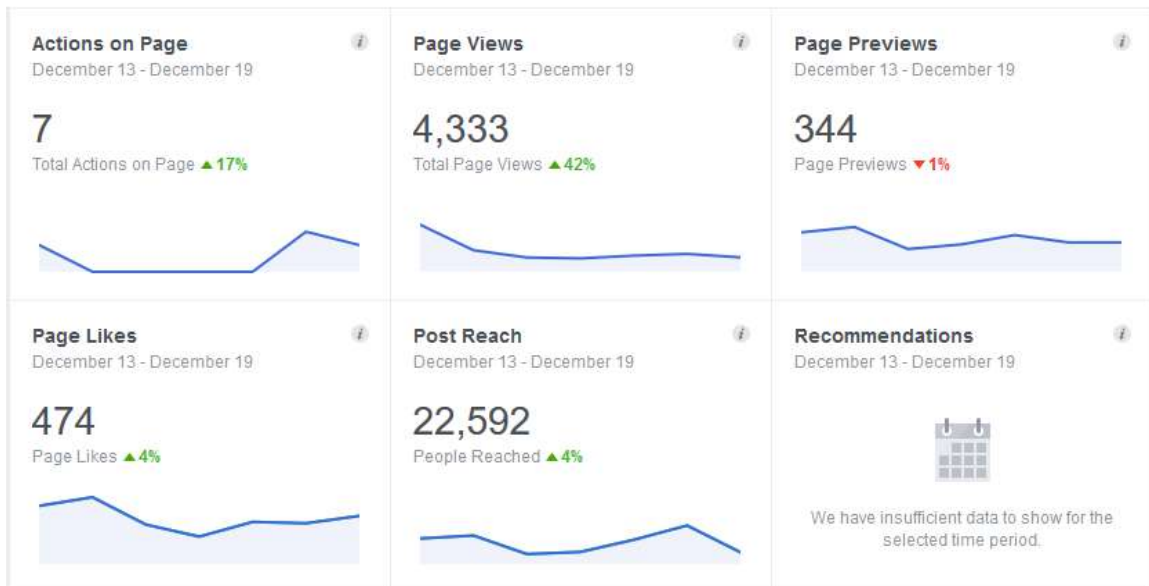 Actions on Page
December 13 - December 19
7
Total Actions on Page ▲ 17%
Page Views
December 13 - December 19
4,333
Total Page Views ▲ 42%
Page Previews
December 13 - December 19
344
Page Previews ▼ 1%
Page Likes
December 13 - December 19
474
Page Likes ▲ 4%
Post Reach
December 13 - December 19
22,592
People Reached ▲ 4%
Recommendations
December 13 - December 19
We have insufficient data to show for the
selected time period.